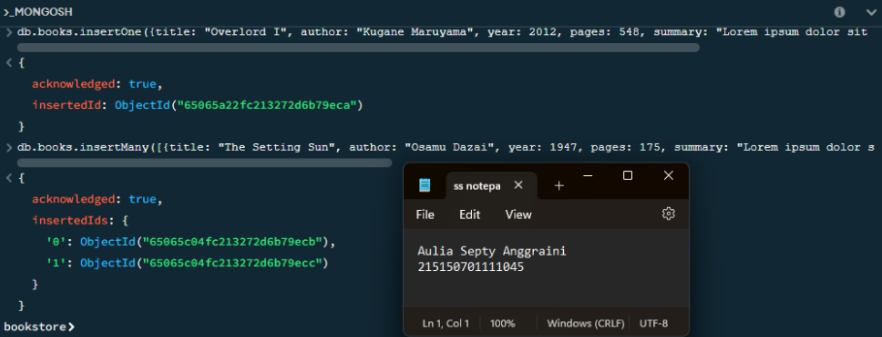 >_MONGOSH
> db.books.insertOne({title: "Overlord I", author: "Kugane Maruyama", year: 2012, pages: 548, summary: "Lorem ipsum dolor sit
< {
acknowledged: true,
insertedId: ObjectId("65065a22fc213272d6b79eca")
}
> db.books.insertMany([{title: "The Setting Sun", author: "Osamu Dazai", year: 1947, pages: 175, summary: "Lorem ipsum dolor s
< {
acknowledged: true,
insertedIds: {
'0': ObjectId("65065c04fc213272d6b79ecb"),
'1': ObjectId("65065c04fc213272d6b79ecc")
}
}
bookstore>
ss notepa
File Edit View
Aulia Septy Anggraini
215150701111045
Ln 1, Col 1 100% Windows (CRLF) UTF-8